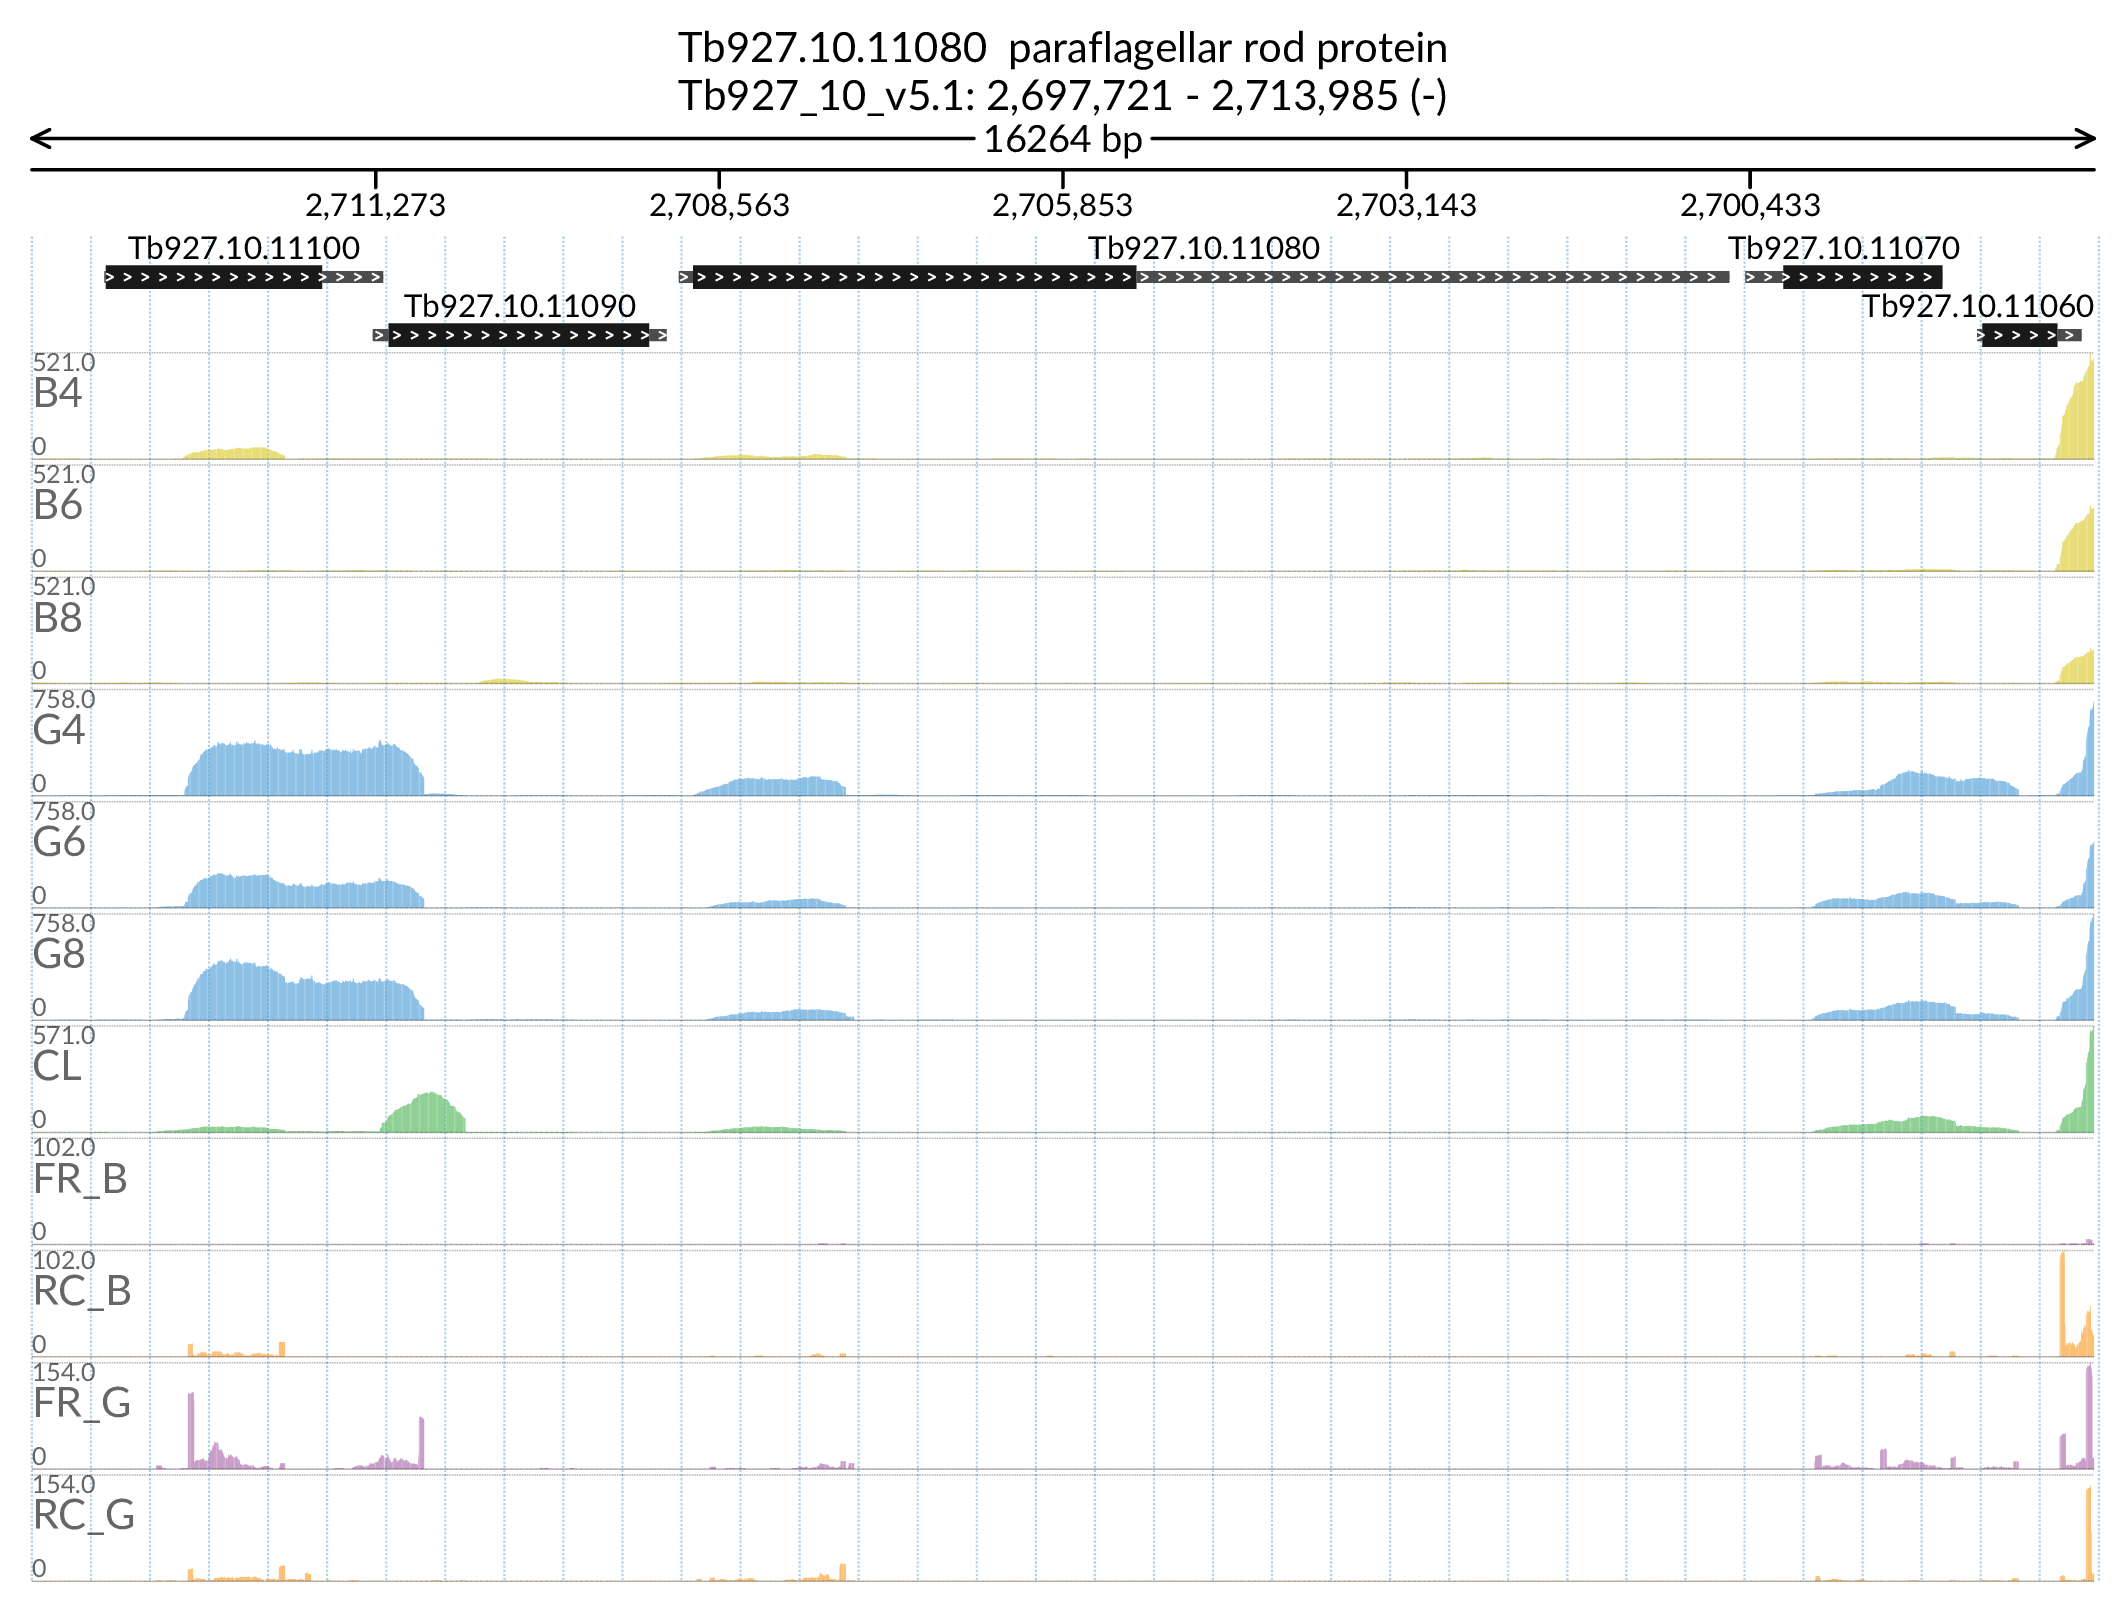 Tb927.10.11080  paraflagellar rod protein
Tb927_10_v5.1: 2,697,721 - 2,713,985 (-)
16264 bp
2,711,273 2,708,563 2,705,853 2,703,143 2,700,433
Tb927.10.11100 Tb927.10.11080 Tb927.10.11070
Tb927.10.11090 Tb927.10.11060
521.0
B4
0
521.0
B6
0
521.0
B8
0
758.0
G4
0
758.0
G6
0
758.0
G8
0
571.0
CL
0
102.0
FR_B
0
102.0
RC_B
0
154.0
FR_G
0
154.0
RC_G
0